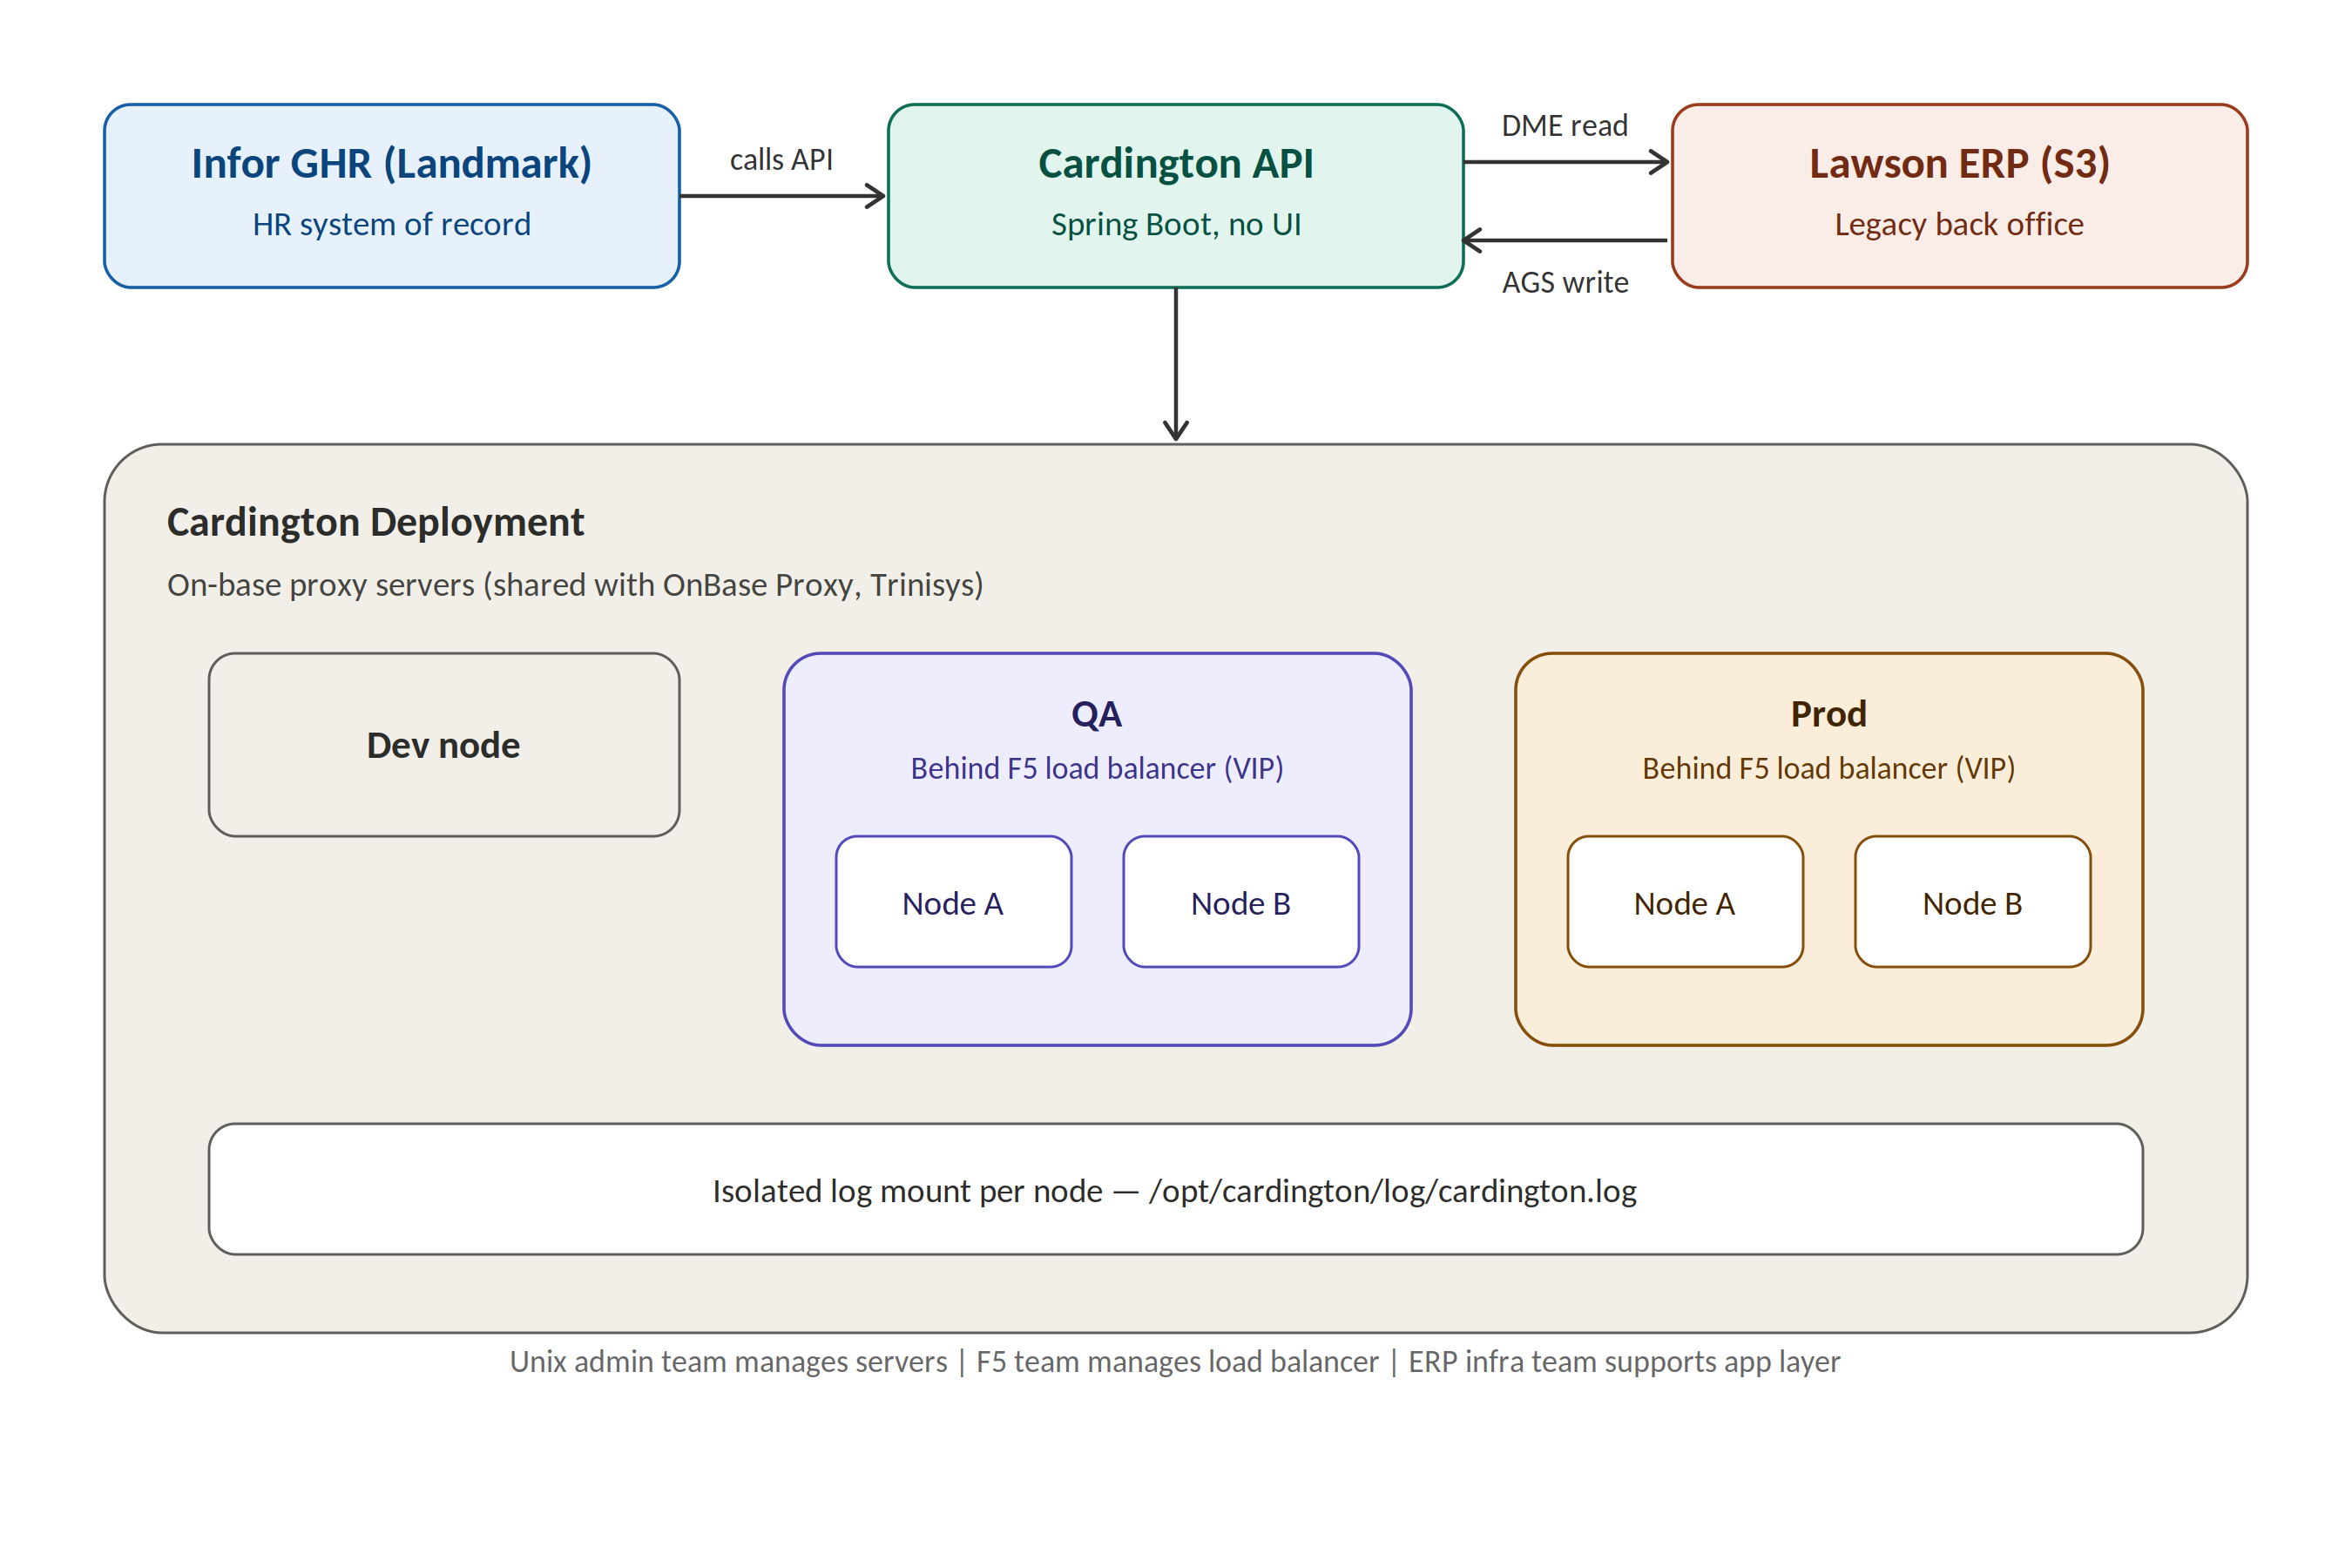 Infor GHR (Landmark)
HR system of record
calls API
Cardington API
Spring Boot, no UI
DME read
AGS write
Lawson ERP (S3)
Legacy back office
Cardington Deployment
On-base proxy servers (shared with OnBase Proxy, Trinisys)
Dev node
QA
Behind F5 load balancer (VIP)
Node A
Node B
Prod
Behind F5 load balancer (VIP)
Node A
Node B
Isolated log mount per node — /opt/cardington/log/cardington.log
Unix admin team manages servers | F5 team manages load balancer | ERP infra team supports app layer